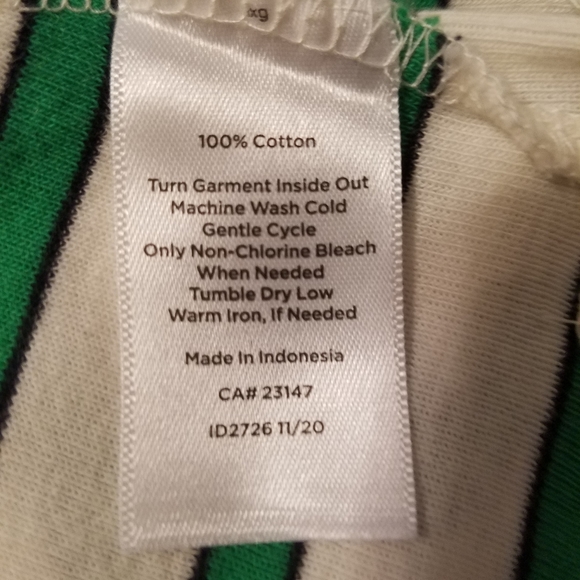 xg
100% Cotton
Turn Garment Inside Out
Machine Wash Cold
Gentle Cycle
Only Non-Chlorine Bleach
When Needed
Tumble Dry Low
Warm Iron, If Needed
Made In Indonesia
CA# 23147
ID2726 11/20